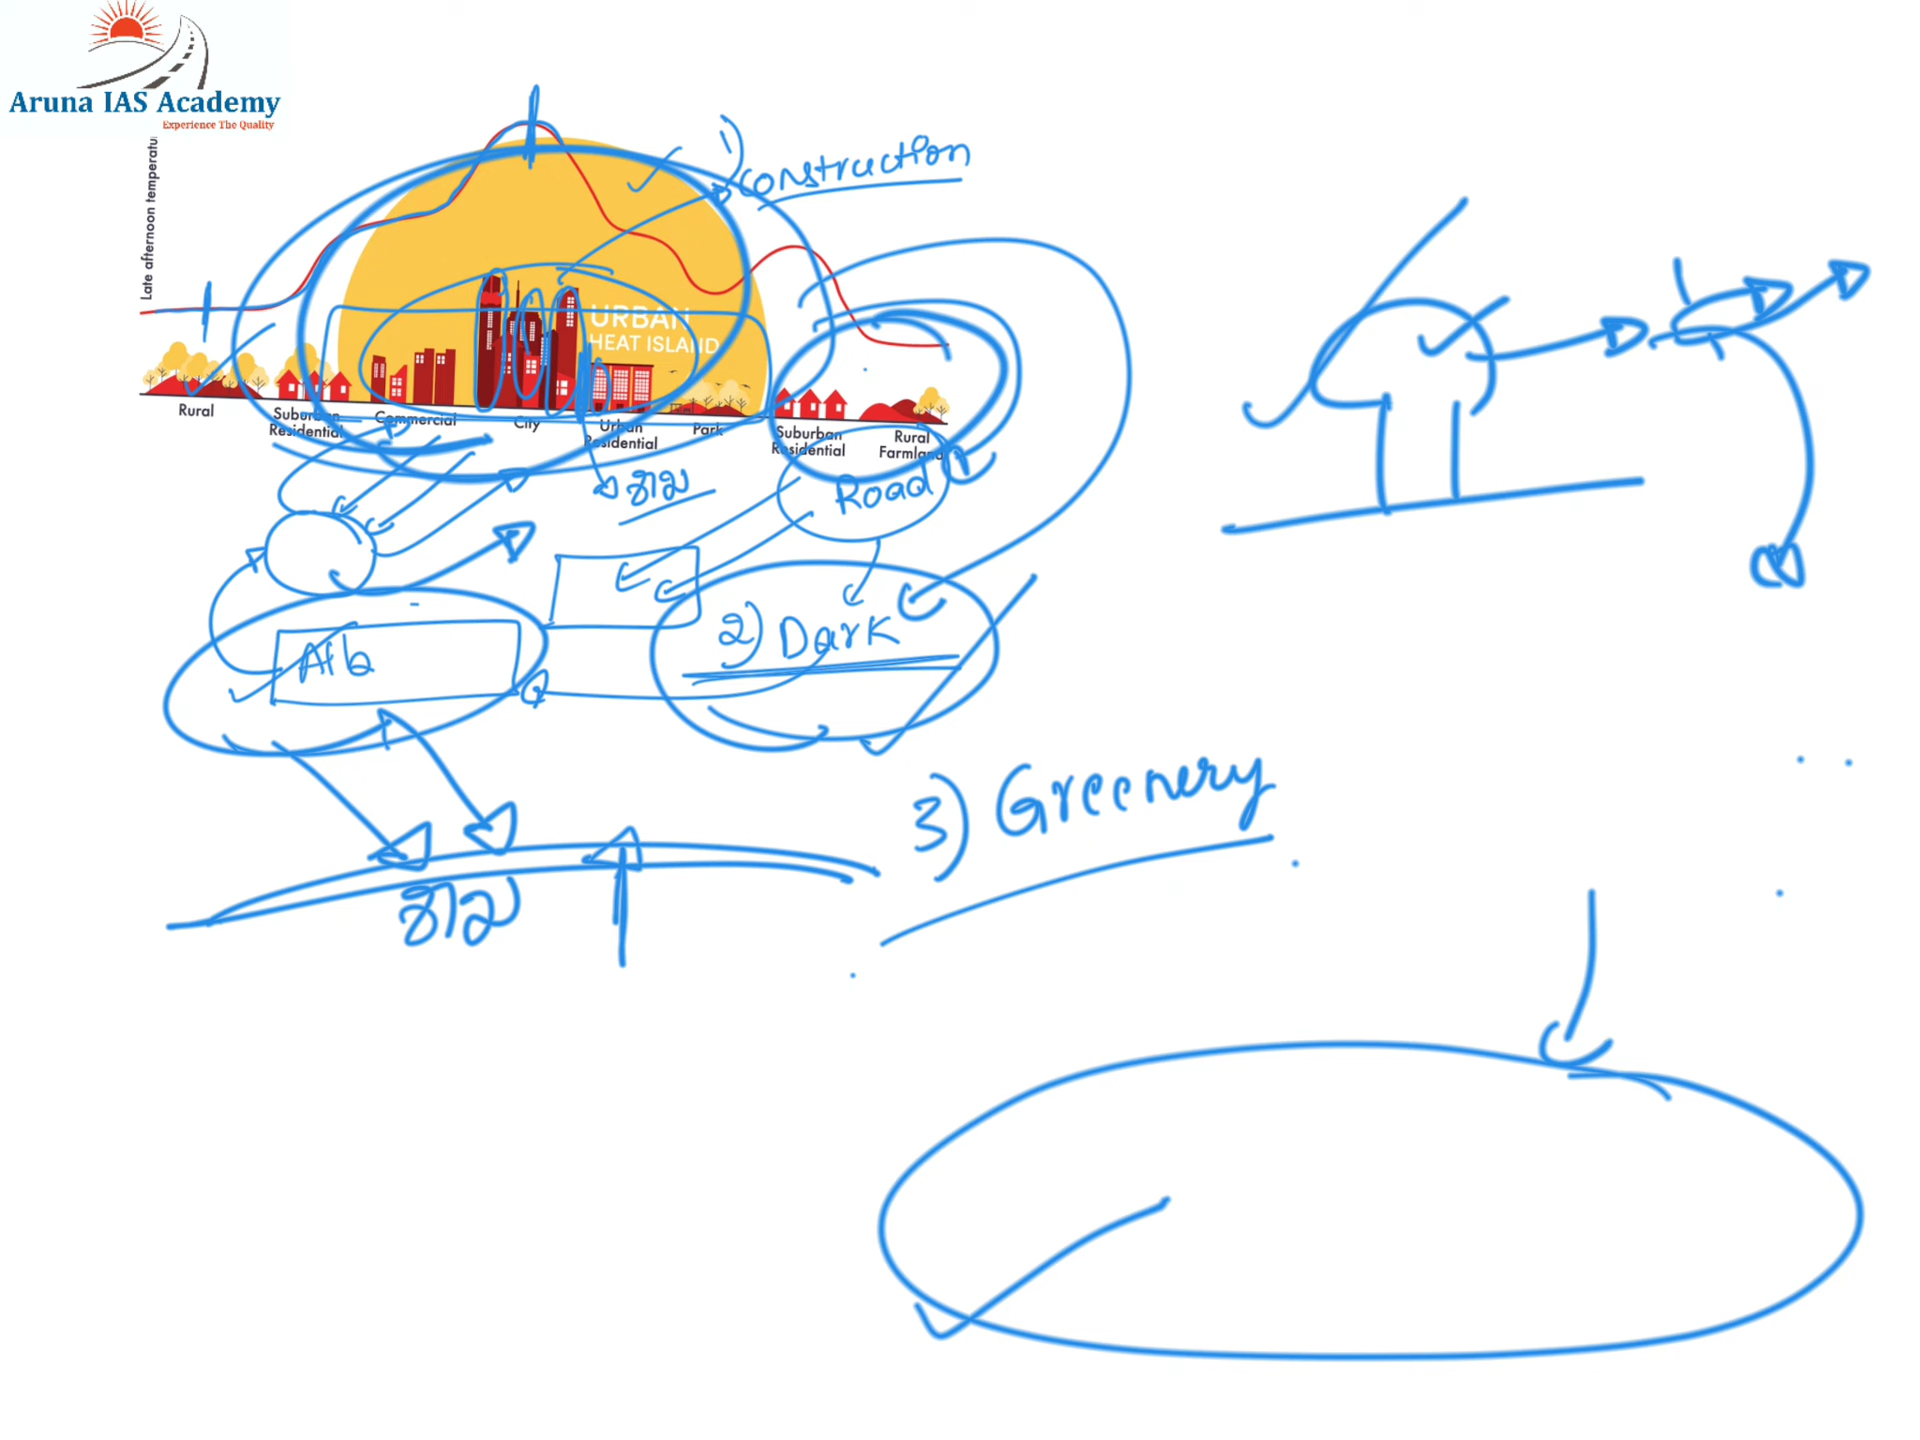 Aruna IAS Academy
Experience The Quality
Late afternoon temperatu
1) Construction
URBAN
HEAT ISLAND
Rural
Suburban
Residential
Commercial
City
Urban
Residential
Park
Suburban
Residential
Rural
Farmland
Road
2) Dark
Alb
3) Greenery